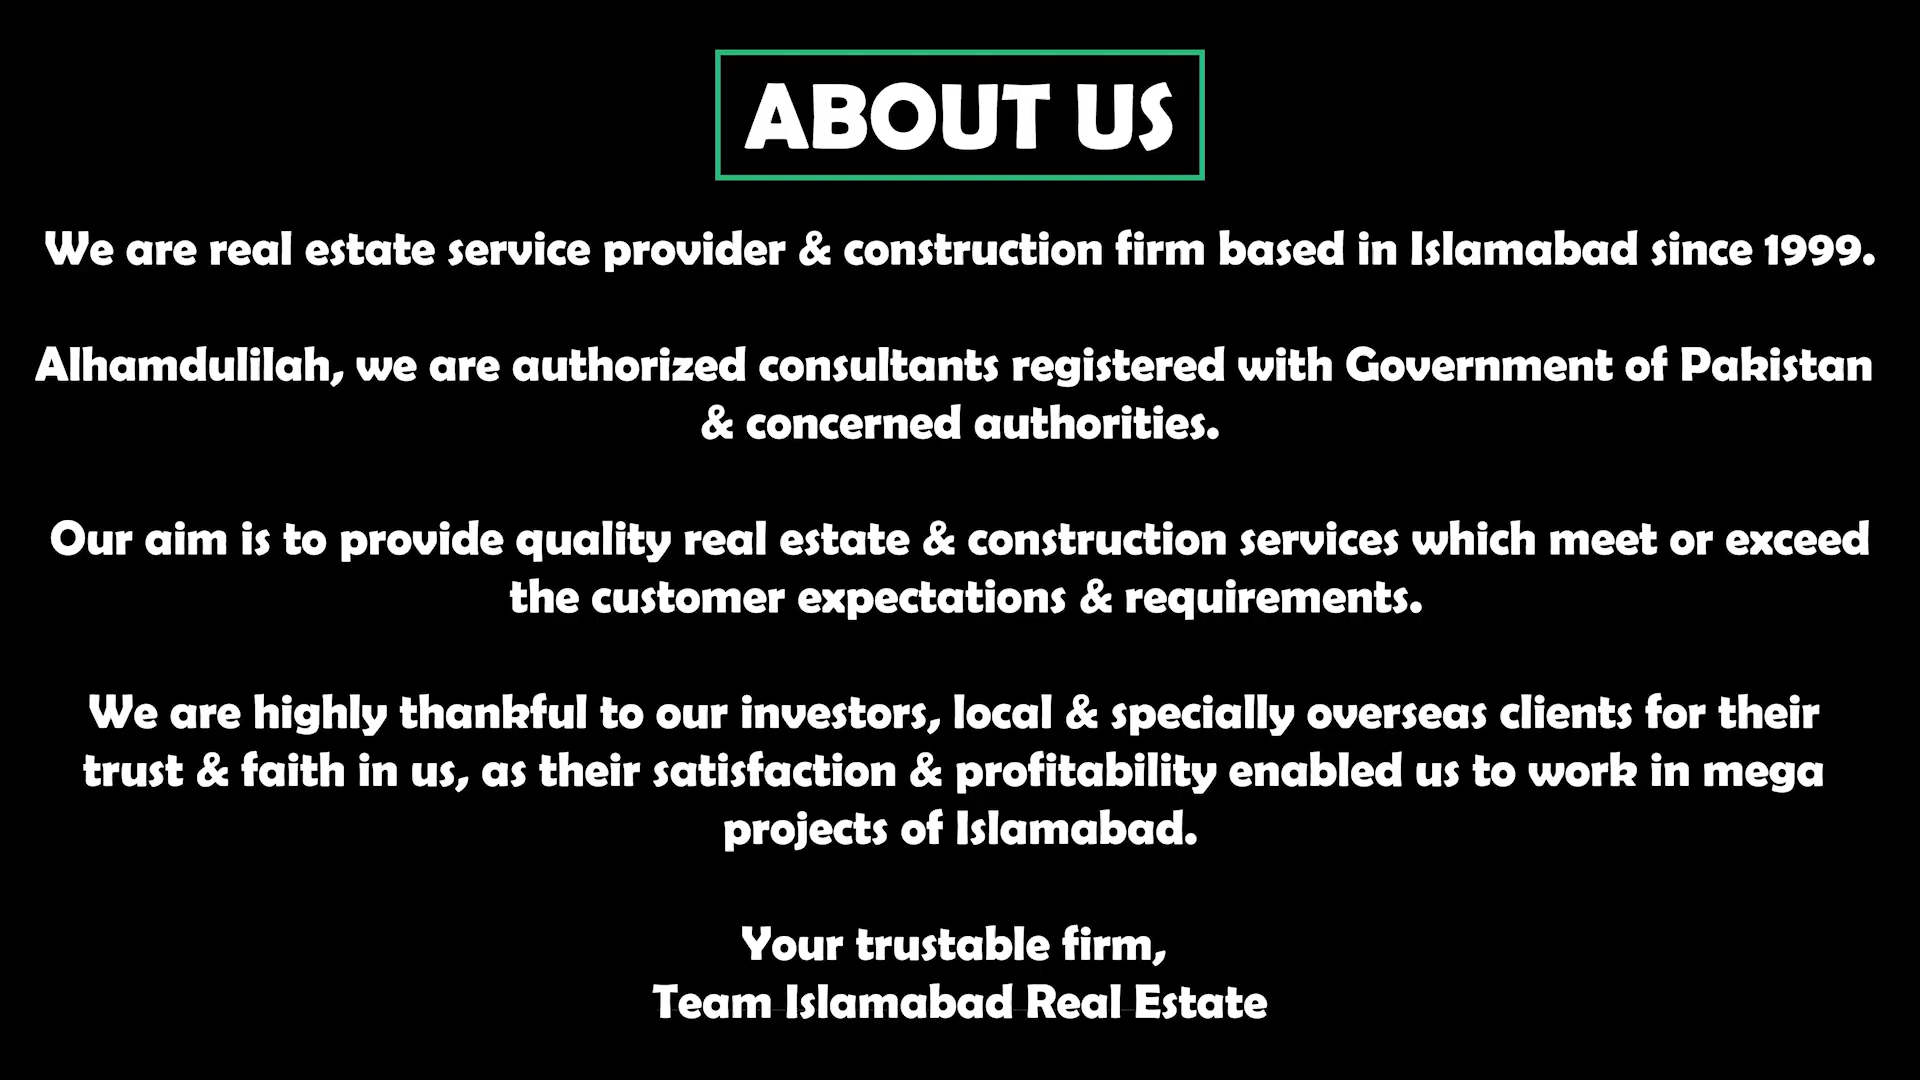 ABOUT US
We are real estate service provider & construction firm based in Islamabad since 1999.
Alhamdulilah, we are authorized consultants registered with Government of Pakistan
& concerned authorities.
Our aim is to provide quality real estate & construction services which meet or exceed
the customer expectations & requirements.
We are highly thankful to our investors, local & specially overseas clients for their
trust & faith in us, as their satisfaction & profitability enabled us to work in mega
projects of Islamabad.
Your trustable firm,
Team Islamabad Real Estate